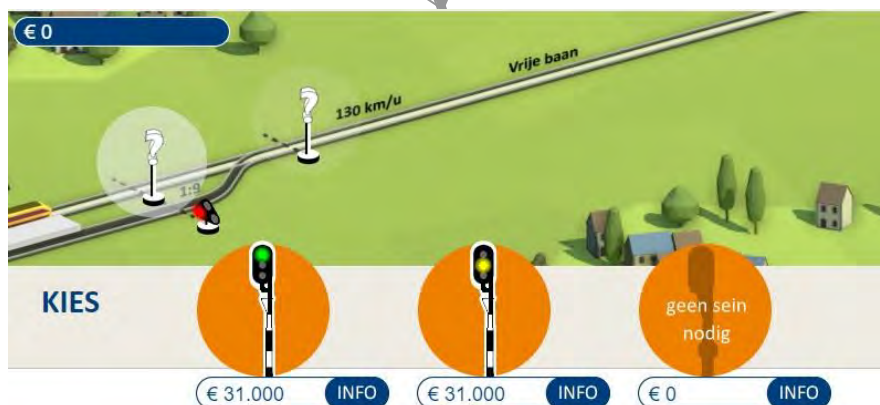 € 0
Vrije baan
130 km/u
1:9
KIES
geen sein
nodig
€ 31.000 INFO
€ 31.000 INFO
€ 0 INFO